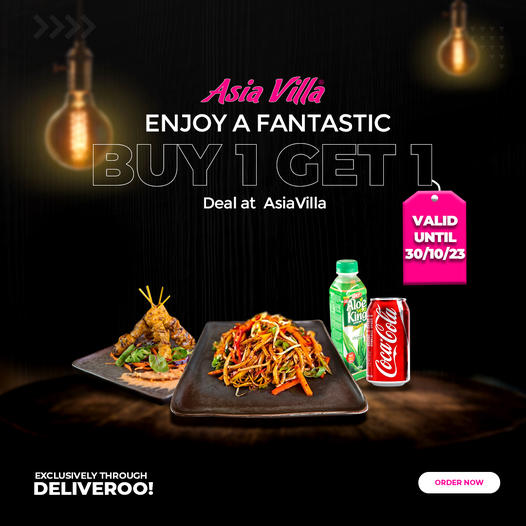 Asia Villa
ENJOY A FANTASTIC
BUY 1 GET 1
Deal at AsiaVilla
VALID
UNTIL
30/10/23
Aloe
King
Coca-Cola
EXCLUSIVELY THROUGH
DELIVEROO!
ORDER NOW